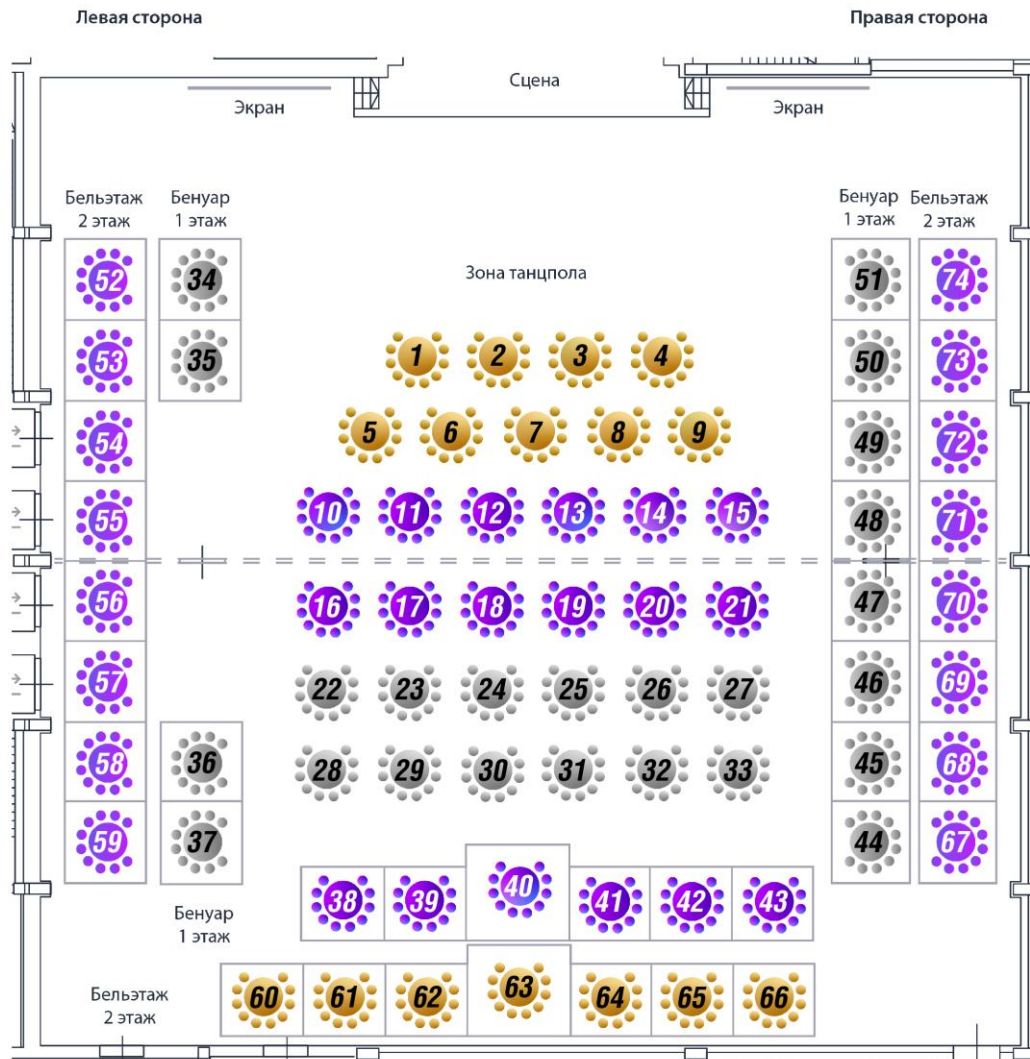 Левая сторона
Правая сторона
Сцена
Экран
Экран
Бельэтаж
2 этаж
Бенуар
1 этаж
Бенуар
1 этаж
Бельэтаж
2 этаж
Зона танцпола
52 34 51 74
53 35 1 2 3 4 50 73
54 5 6 7 8 9 49 72
55 10 11 12 13 14 15 48 71
56 16 17 18 19 20 21 47 70
57 22 23 24 25 26 27 46 69
58 36 28 29 30 31 32 33 45 68
59 37 44 67
38 39 40 41 42 43
Бенуар
1 этаж
60 61 62 63 64 65 66
Бельэтаж
2 этаж